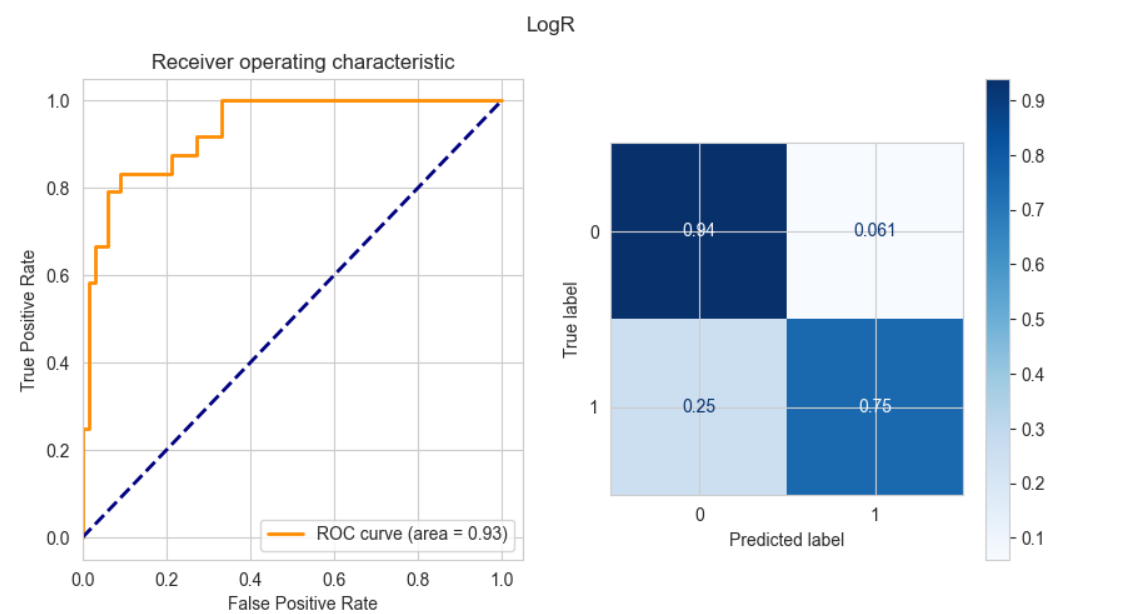 LogR
Receiver operating characteristic
True Positive Rate
1.0
0.8
0.6
0.4
0.2
0.0
ROC curve (area = 0.93)
0.0 0.2 0.4 0.6 0.8 1.0
False Positive Rate
True label
0
1
0.94 0.061
0.25 0.75
0 1
Predicted label
0.9
0.8
0.7
0.6
0.5
0.4
0.3
0.2
0.1